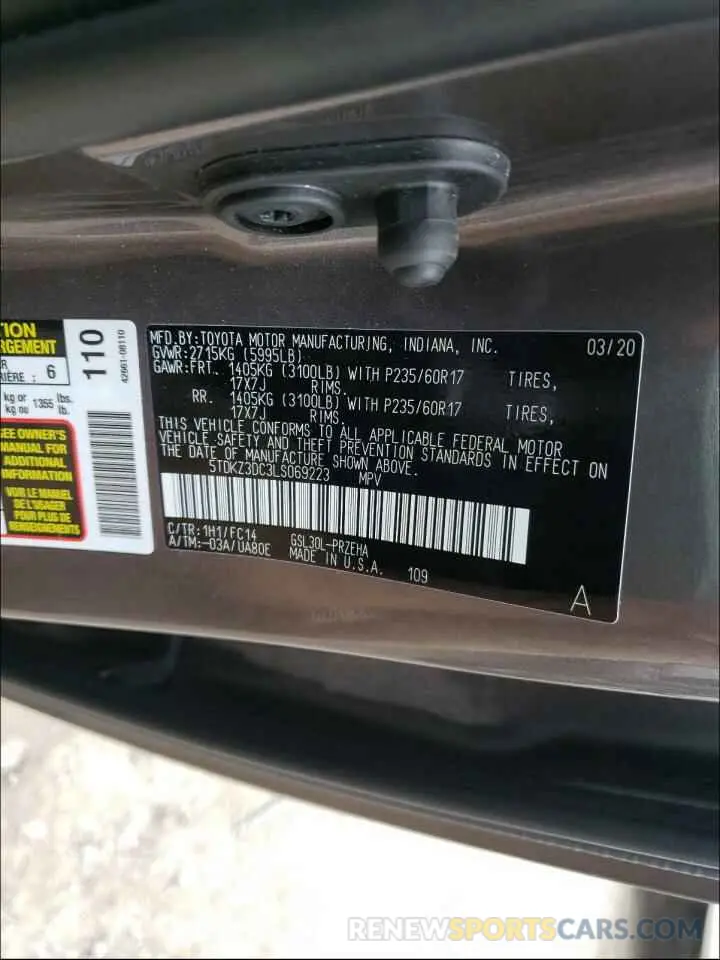 TION
RGEMENT
ER
RIÈRE : 6
kg or 1355 lbs.
kg ou lb.
SEE OWNER'S
MANUAL FOR
ADDITIONAL
INFORMATION
VOIR LE MANUEL
DE L'USAGER
POUR PLUS DE
RENSEIGNEMENTS
110
42661-08110
MFD.BY:TOYOTA MOTOR MANUFACTURING, INDIANA, INC. 03/20
GVWR:2715KG (5995LB)
GAWR:FRT. 1405KG (3100LB) WITH P235/60R17 TIRES,
17X7J RIMS.
RR. 1405KG (3100LB) WITH P235/60R17 TIRES,
17X7J RIMS.
THIS VEHICLE CONFORMS TO ALL APPLICABLE FEDERAL MOTOR
VEHICLE SAFETY AND THEFT PREVENTION STANDARDS IN EFFECT ON
THE DATE OF MANUFACTURE SHOWN ABOVE.
5TDKZ3DC3LS069223 MPV
C/TR:1H1/FC14 GSL30L-PRZEHA
A/TM:-03A/UA80E MADE IN U.S.A. 109
A
RENEWSPORTSCARS.COM